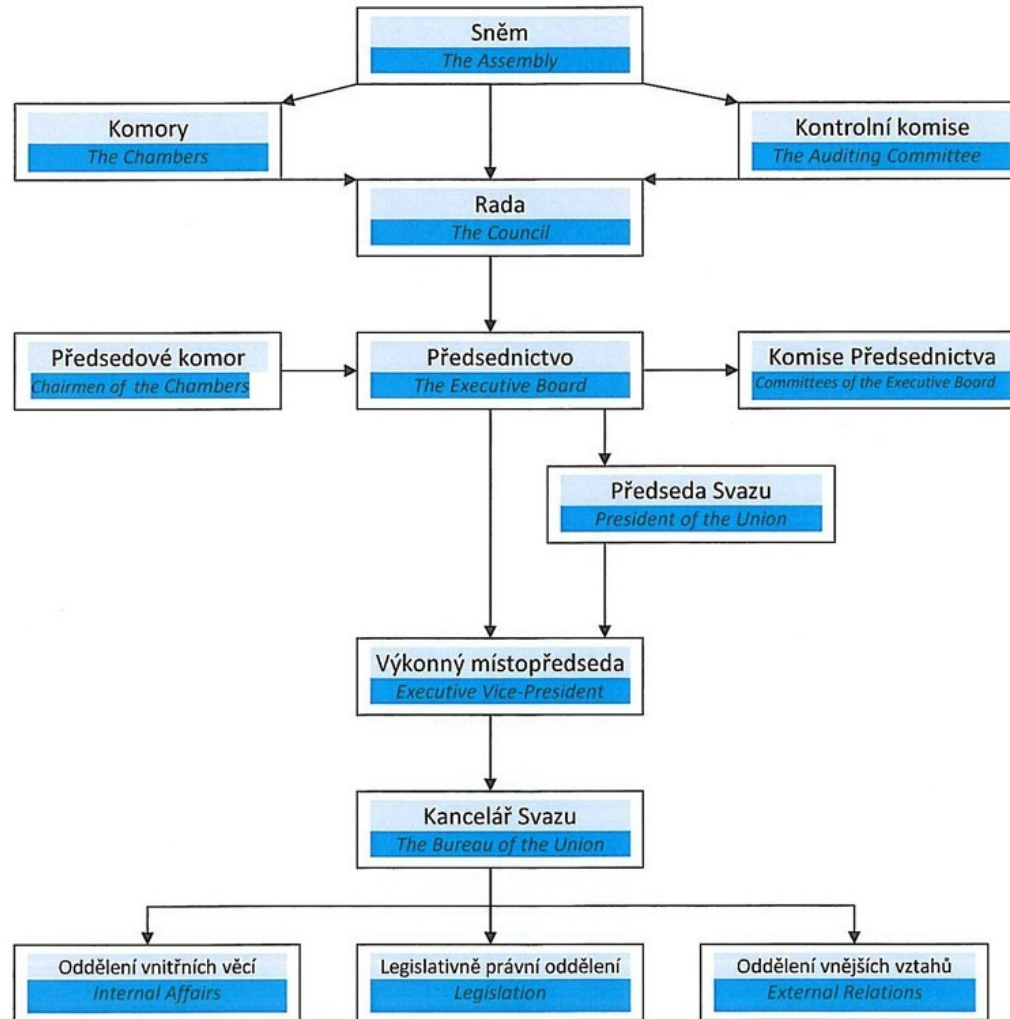 Sněm
The Assembly
Komory
The Chambers
Kontrolní komise
The Auditing Committee
Rada
The Council
Předsedové komor
Chairmen of the Chambers
Předsednictvo
The Executive Board
Komise Předsednictva
Committees of the Executive Board
Předseda Svazu
President of the Union
Výkonný místopředseda
Executive Vice-President
Kancelář Svazu
The Bureau of the Union
Oddělení vnitřních věcí
Internal Affairs
Legislativně právní oddělení
Legislation
Oddělení vnějších vztahů
External Relations